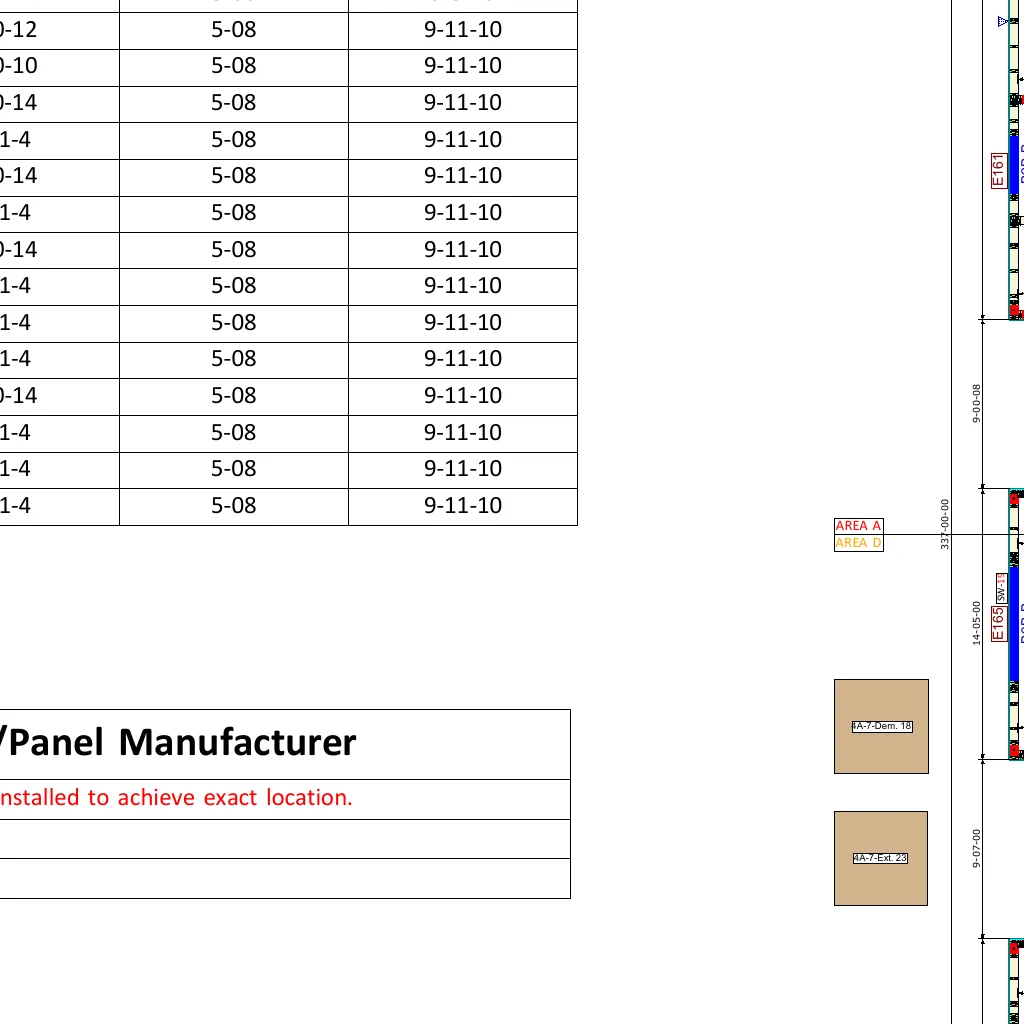 0-12 5-08 9-11-10
0-10 5-08 9-11-10
0-14 5-08 9-11-10
1-4 5-08 9-11-10
0-14 5-08 9-11-10
1-4 5-08 9-11-10
0-14 5-08 9-11-10
1-4 5-08 9-11-10
1-4 5-08 9-11-10
1-4 5-08 9-11-10
0-14 5-08 9-11-10
1-4 5-08 9-11-10
1-4 5-08 9-11-10
1-4 5-08 9-11-10
/Panel Manufacturer
nstalled to achieve exact location.
AREA A
AREA D
4A-7-Dem. 18
4A-7-Ext. 23
337-00-00
E161
9-00-08
SW-19
E165
14-05-00
9-07-00